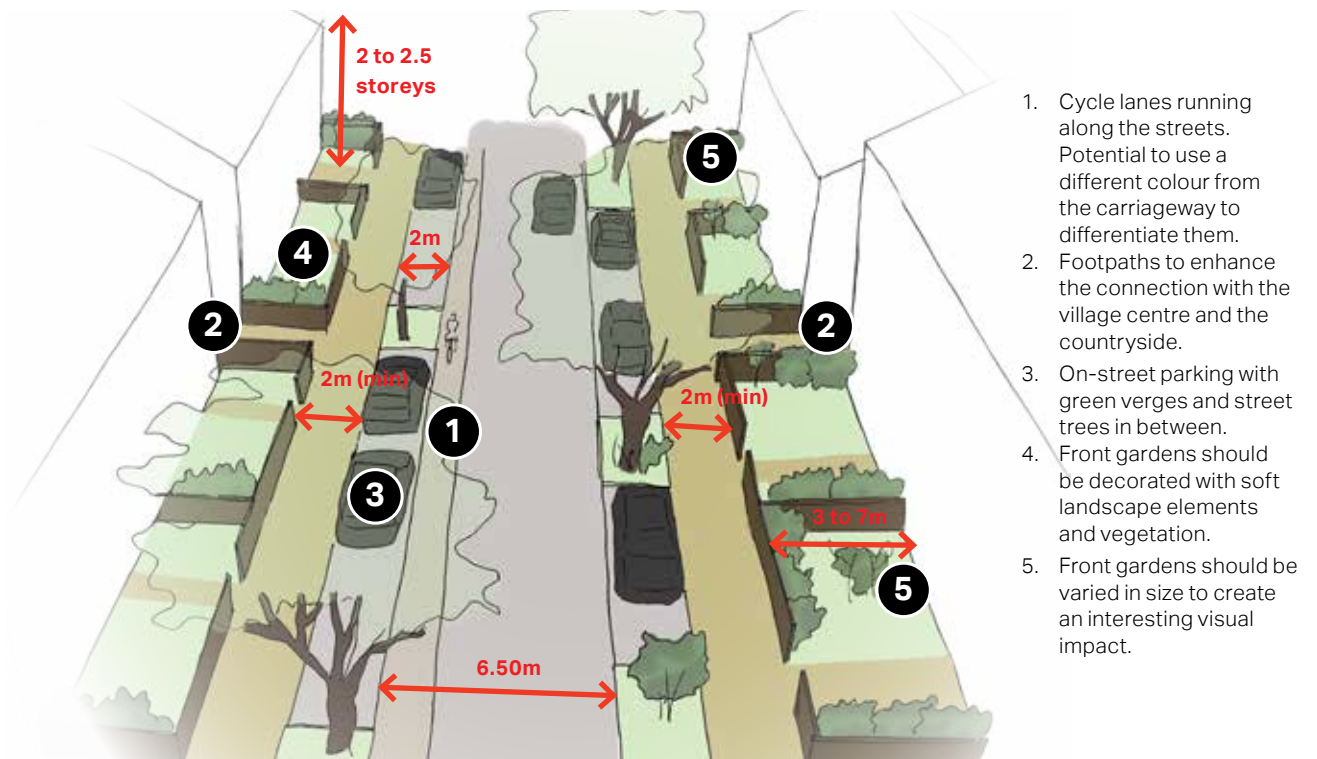 2 to 2.5
storeys
5
2m
4
2
2
2m (min)
2m (min)
1
3
3 to 7m
5
6.50m
1. Cycle lanes running
along the streets.
Potential to use a
different colour from
the carriageway to
differentiate them.
2. Footpaths to enhance
the connection with the
village centre and the
countryside.
3. On-street parking with
green verges and street
trees in between.
4. Front gardens should
be decorated with soft
landscape elements
and vegetation.
5. Front gardens should be
varied in size to create
an interesting visual
impact.